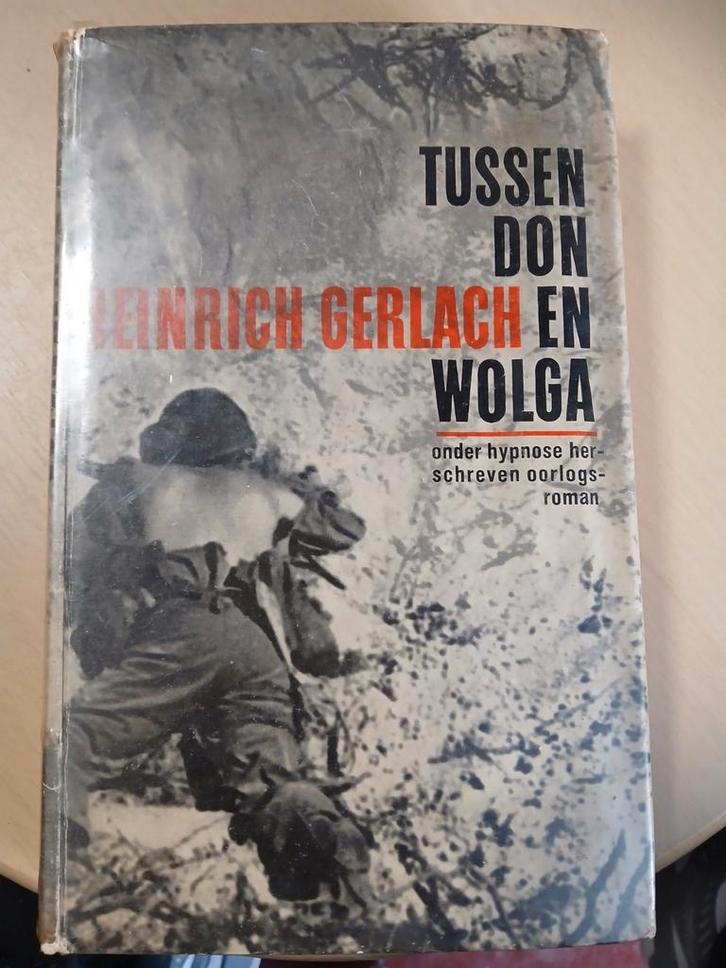 TUSSEN
DON
HEINRICH GERLACH EN
WOLGA
onder hypnose her-
schreven oorlogs-
roman